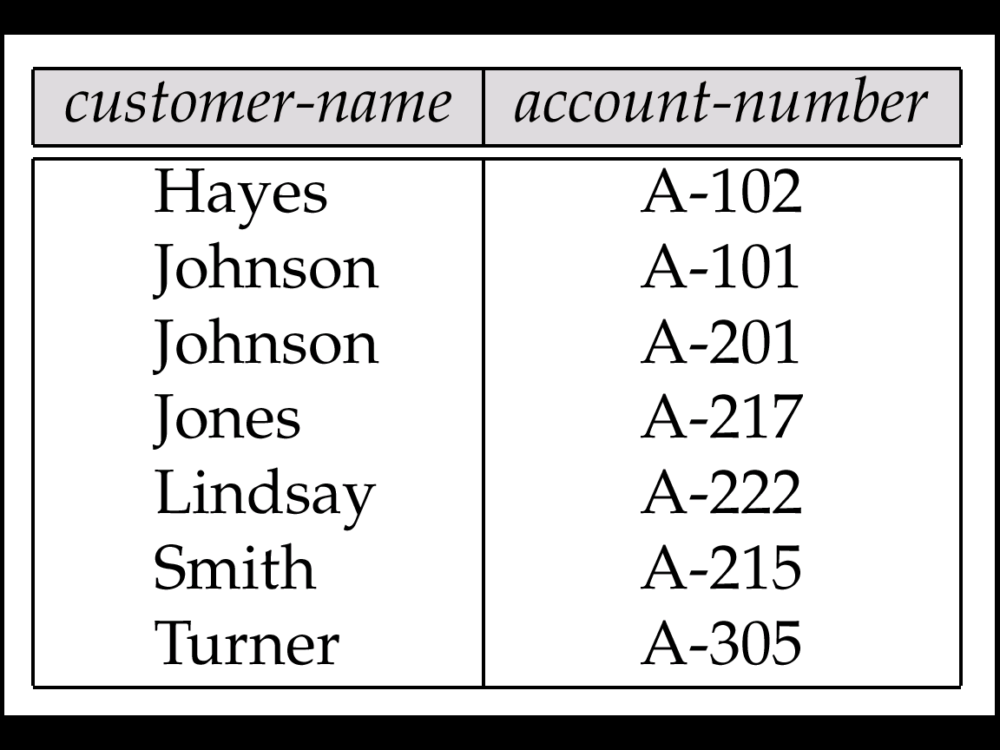 customer-name account-number
Hayes A-102
Johnson A-101
Johnson A-201
Jones A-217
Lindsay A-222
Smith A-215
Turner A-305